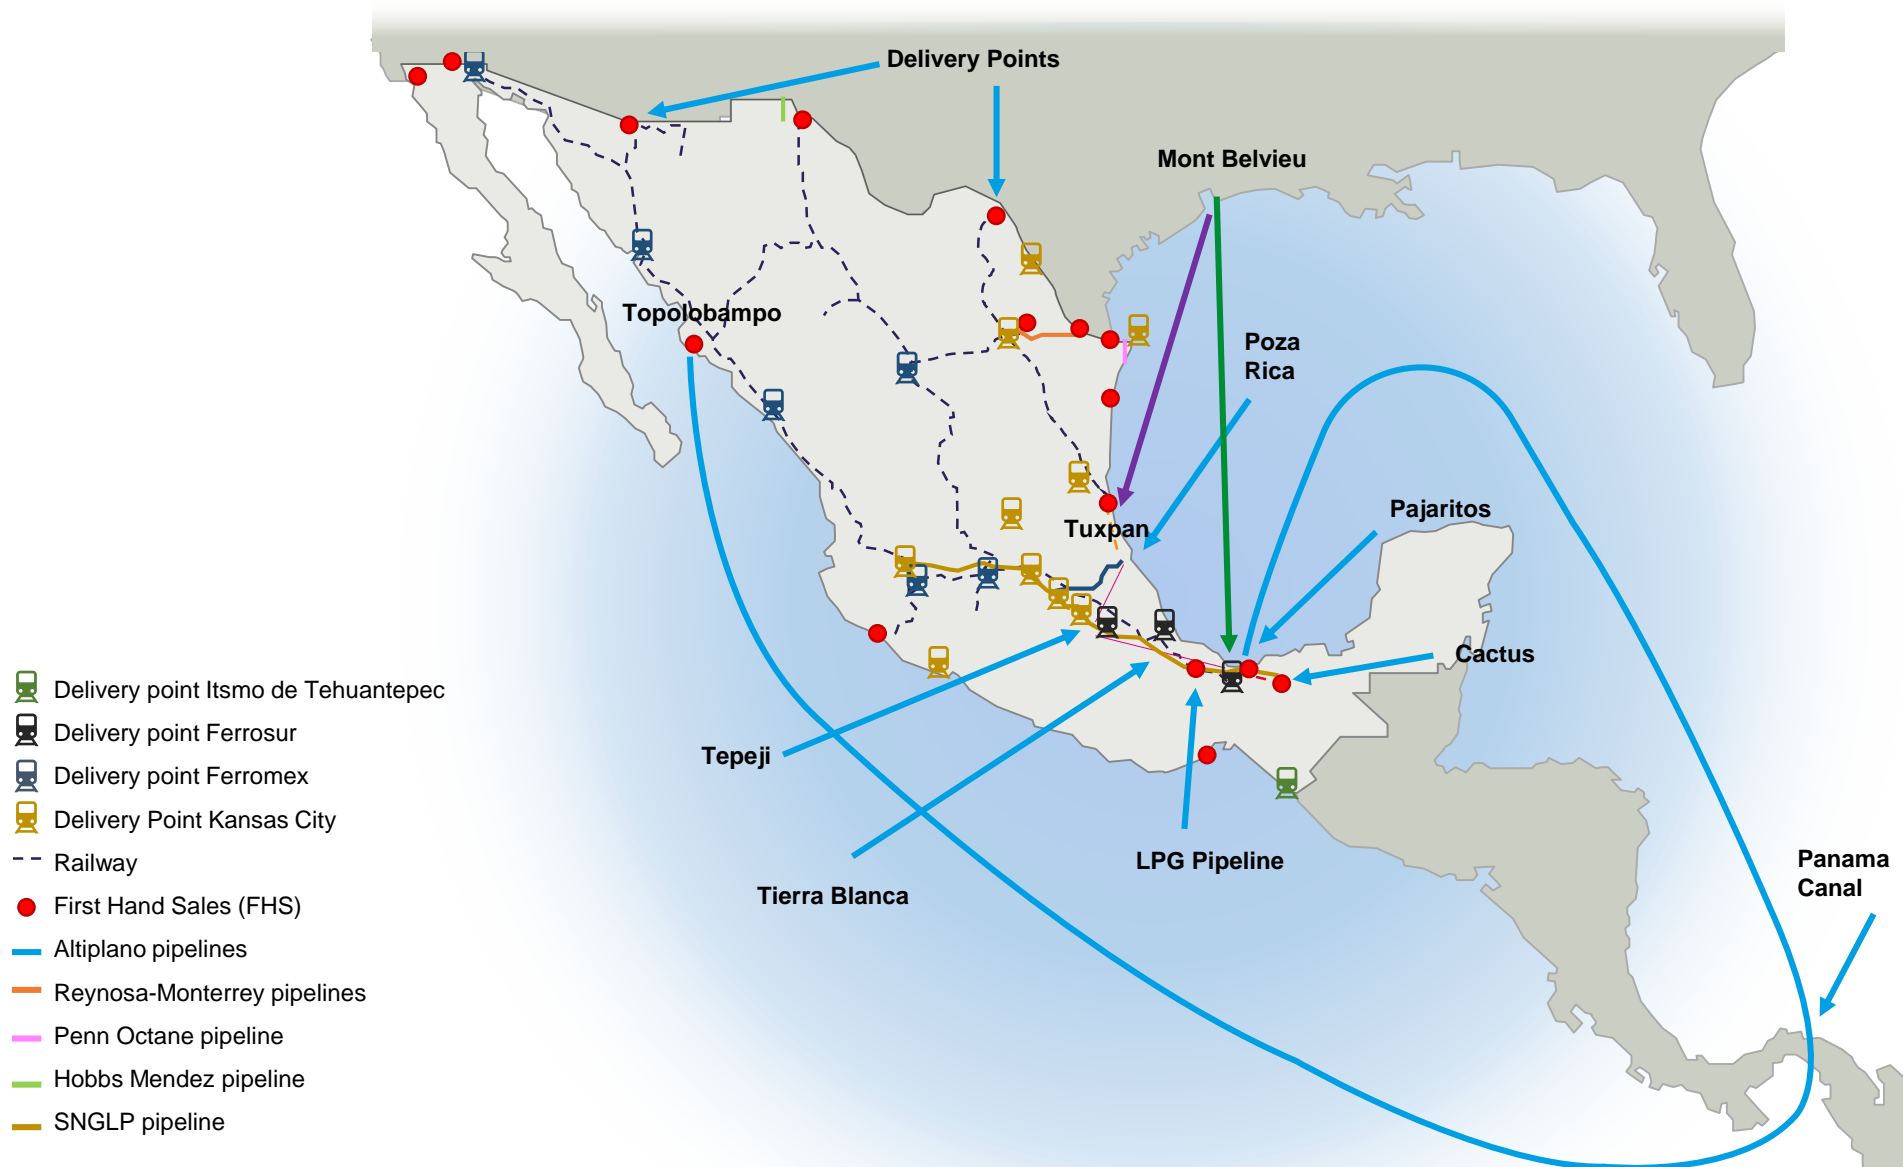 Delivery Points
Mont Belvieu
Topolobampo
Poza
Rica
Pajaritos
Tuxpan
Cactus
Tepeji
LPG Pipeline
Tierra Blanca
Panama
Canal
Delivery point Itsmo de Tehuantepec
Delivery point Ferrosur
Delivery point Ferromex
Delivery Point Kansas City
Railway
First Hand Sales (FHS)
Altiplano pipelines
Reynosa-Monterrey pipelines
Penn Octane pipeline
Hobbs Mendez pipeline
SNGLP pipeline